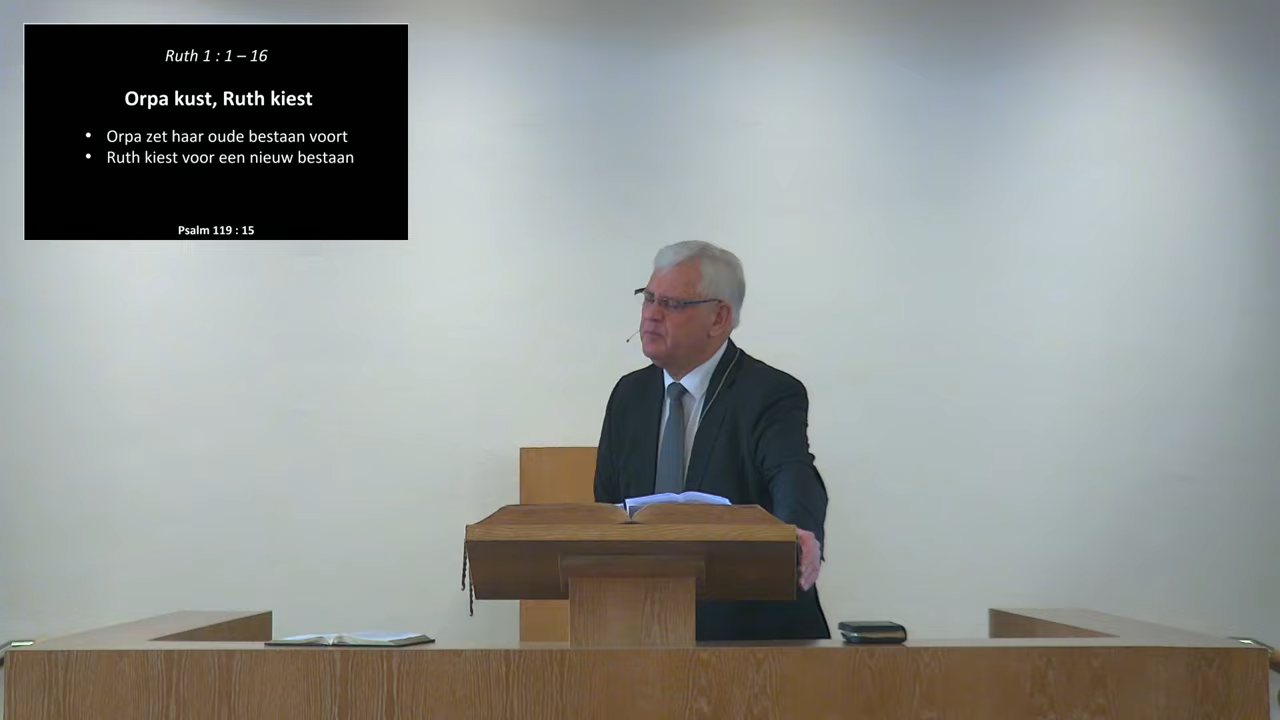 Ruth 1 : 1 – 16
Orpa kust, Ruth kiest
• Orpa zet haar oude bestaan voort
• Ruth kiest voor een nieuw bestaan
Psalm 119 : 15